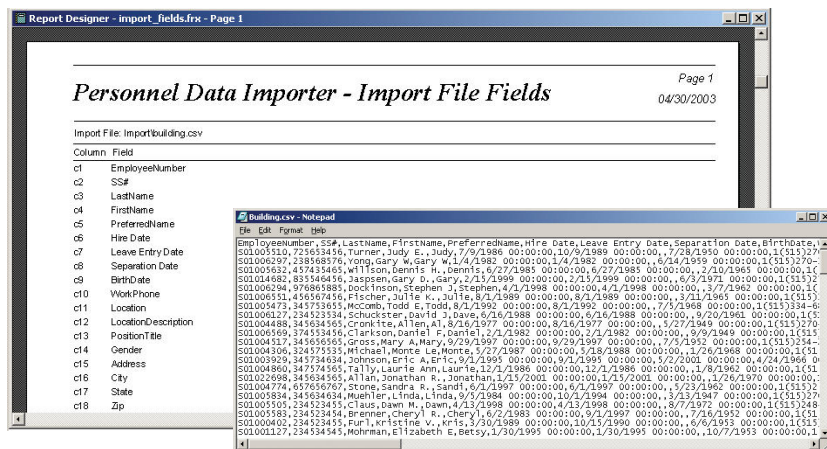 Report Designer - import_fields.frx - Page 1
Personnel Data Importer - Import File Fields
Page 1
04/30/2003
Import File: Import\building.csv
Column Field
c1 EmployeeNumber
c2 SS#
c3 LastName
c4 FirstName
c5 PreferredName
c6 Hire Date
c7 Leave Entry Date
c8 Separation Date
c9 BirthDate
c10 WorkPhone
c11 Location
c12 LocationDescription
c13 PositionTitle
c14 Gender
c15 Address
c16 City
c17 State
c18 Zip
Building.csv - Notepad
File Edit Format Help
EmployeeNumber,SS#,LastName,FirstName,PreferredName,Hire Date,Leave Entry Date,Separation Date,BirthDate,
S01005510,725653456,Turner,Judy E.,Judy,7/9/1986 00:00:00,10/9/1989 00:00:00,,7/28/1950 00:00:00,1(515)27
S01006297,238568576,Yong,Gary W,Gary W,1/4/1982 00:00:00,1/4/1982 00:00:00,,6/14/1959 00:00:00,1(515)270-
S01005632,457435465,Willson,Dennis H.,Dennis,6/27/1985 00:00:00,6/27/1985 00:00:00,,2/10/1965 00:00:00,1(
S01014682,835546456,Jaspsen,Gary D.,Gary,2/15/1999 00:00:00,2/15/1999 00:00:00,,6/3/1971 00:00:00,1(515)
S01006294,976865885,Dockinson,Stephen J,Stephen,4/1/1998 00:00:00,4/1/1998 00:00:00,,3/7/1962 00:00:00,1(
S01006551,456567456,Fischer,Julie K.,Julie,8/1/1989 00:00:00,8/1/1989 00:00:00,,3/11/1965 00:00:00,1(515)
S01005473,345753655,McComb,Todd E,Todd,8/1/1992 00:00:00,8/1/1992 00:00:00,,7/5/1968 00:00:00,1(515)334-6
S01006127,234523534,Schuckster,David J,Dave,6/16/1988 00:00:00,6/16/1988 00:00:00,,9/20/1961 00:00:00,1(5
S01004488,345634565,Cronkite,Allen,Al,8/16/1977 00:00:00,8/16/1977 00:00:00,,5/27/1949 00:00:00,1(515)270
S01006569,374553456,Clarkson,Daniel F,Daniel,2/1/1982 00:00:00,2/1/1982 00:00:00,,9/9/1949 00:00:00,1(515
S01004517,345656565,Gross,Mary A,Mary,9/29/1997 00:00:00,9/29/1997 00:00:00,,7/5/1952 00:00:00,1(515)254-
S01004306,324575535,Michael,Monte Le,Monte,5/27/1987 00:00:00,5/18/1988 00:00:00,,1/26/1968 00:00:00,1(51
S01003929,345734634,Johnson,Eric A,Eric,9/1/1995 00:00:00,9/1/1995 00:00:00,5/2/2001 00:00:00,4/24/1966 0
S01004860,347574565,Tally,Laurie Ann,Laurie,12/1/1986 00:00:00,12/1/1986 00:00:00,,1/8/1962 00:00:00,1(51
S01022698,345634565,Allan,Jonathan R.,Jonathan,1/15/2001 00:00:00,1/15/2001 00:00:00,,1/26/1970 00:00:00,
S01004774,657656767,Stone,Sandra R.,Sandi,6/1/1997 00:00:00,6/1/1997 00:00:00,,5/23/1962 00:00:00,1(515)2
S01005834,345634634,Muehler,Linda,Linda,9/5/1984 00:00:00,10/1/1994 00:00:00,,3/13/1947 00:00:00,1(515)27
S01005505,234523455,Claus,Dawn M.,Dawn,4/13/1998 00:00:00,4/13/1998 00:00:00,,8/7/1972 00:00:00,1(515)248
S01005583,234523454,Brenner,Cheryl R.,Cheryl,6/2/1983 00:00:00,9/1/1997 00:00:00,,7/16/1952 00:00:00,1(51
S01000402,234523455,Furl,Kristine V.,Kris,3/30/1989 00:00:00,10/15/1990 00:00:00,,6/6/1953 00:00:00,1(515
S01001127,234534545,Mohrman,Elizabeth E,Betsy,1/30/1995 00:00:00,1/30/1995 00:00:00,,10/7/1953 00:00:00,1